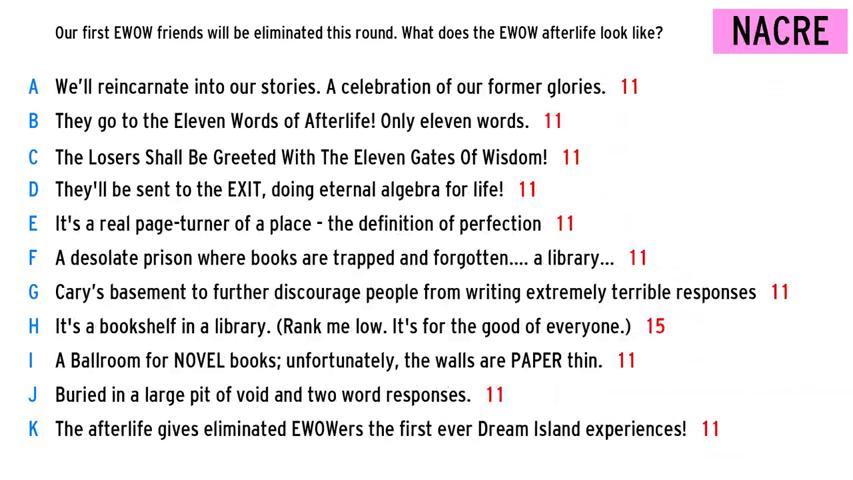 Our first EWOW friends will be eliminated this round. What does the EWOW afterlife look like?
NACRE
A We'll reincarnate into our stories. A celebration of our former glories. 11
B They go to the Eleven Words of Afterlife! Only eleven words. 11
C The Losers Shall Be Greeted With The Eleven Gates Of Wisdom! 11
D They'll be sent to the EXIT, doing eternal algebra for life! 11
E It's a real page-turner of a place - the definition of perfection 11
F A desolate prison where books are trapped and forgotten.... a library... 11
G Cary's basement to further discourage people from writing extremely terrible responses 11
H It's a bookshelf in a library. (Rank me low. It's for the good of everyone.) 15
I A Ballroom for NOVEL books; unfortunately, the walls are PAPER thin. 11
J Buried in a large pit of void and two word responses. 11
K The afterlife gives eliminated EWOWers the first ever Dream Island experiences! 11